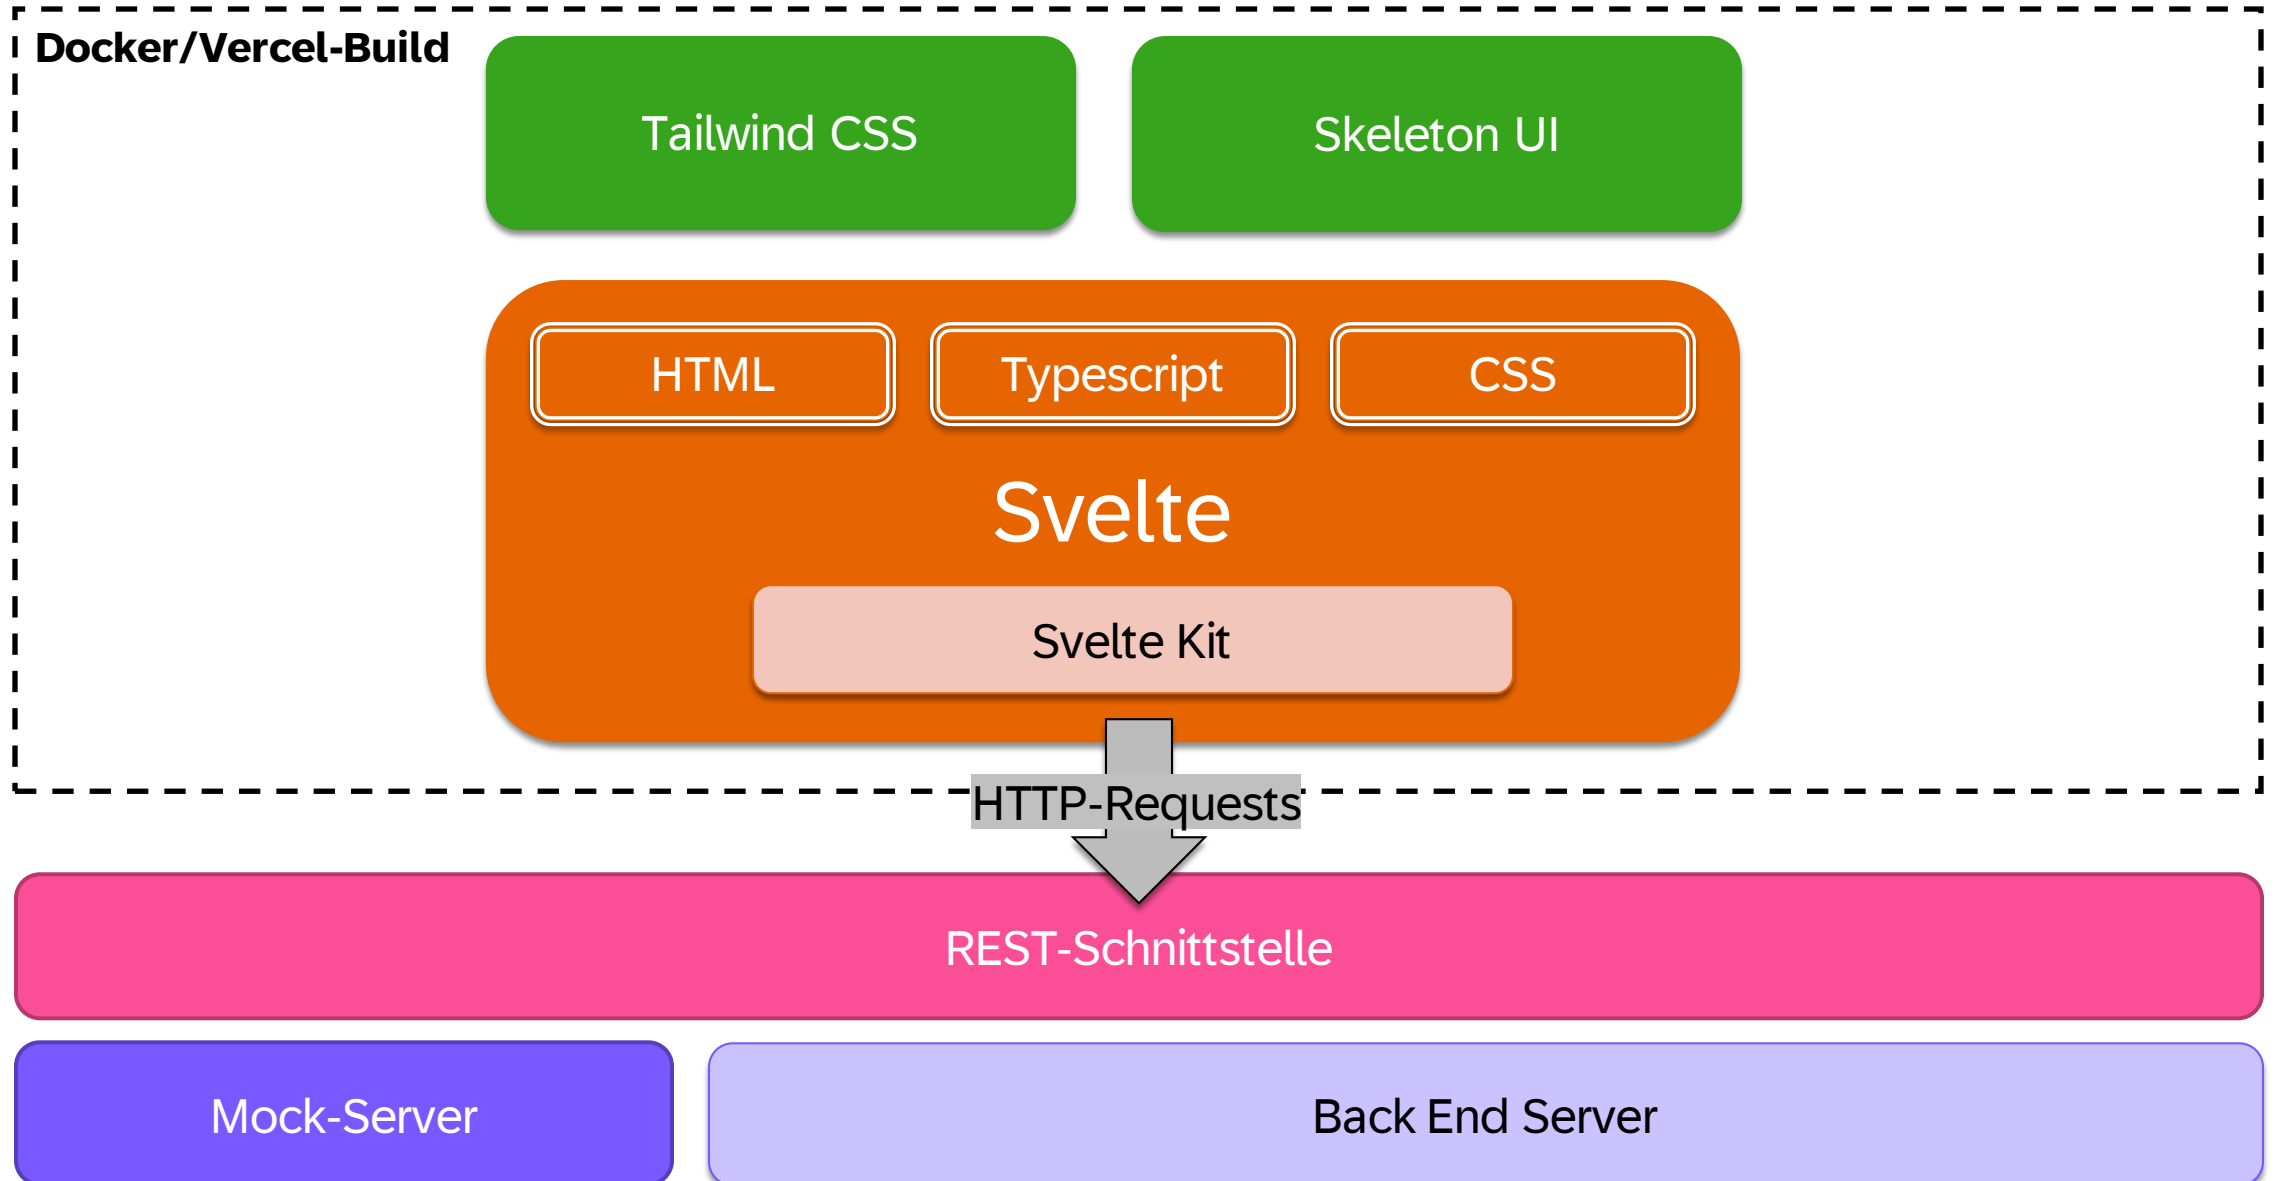 Docker/Vercel-Build
Tailwind CSS
Skeleton UI
HTML
Typescript
CSS
Svelte
Svelte Kit
HTTP-Requests
REST-Schnittstelle
Mock-Server
Back End Server